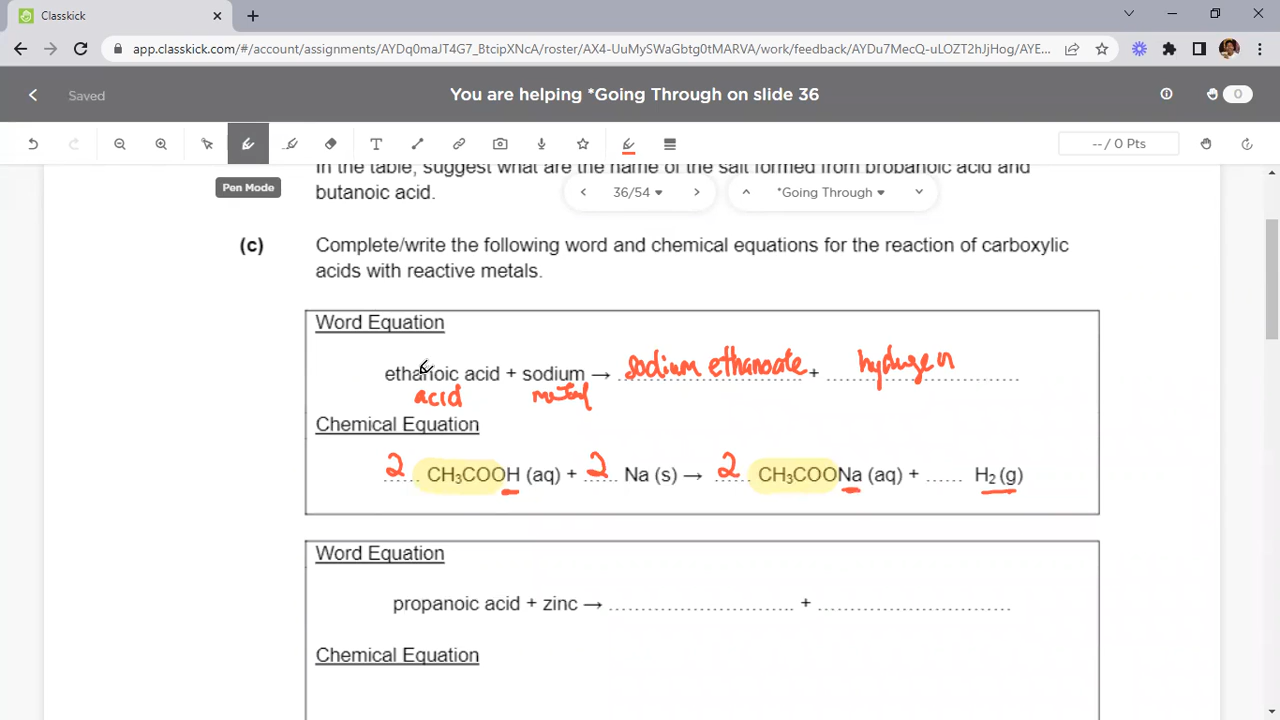 Classkick
app.classkick.com/#/account/assignments/AYDq0maJT4G7_BtcipXNcA/roster/AX4-UuMySWaGbtg0tMARVA/work/feedback/AYDu7MecQ-uLOZT2hJjHog/AYE...
Saved
You are helping *Going Through on slide 36
0
T
-- / 0 Pts
Pen Mode
In the table, suggest what are the name of the salt formed from propanoic acid and
36/54
*Going Through
butanoic acid.
(c) Complete/write the following word and chemical equations for the reaction of carboxylic
acids with reactive metals.
Word Equation
ethanoic acid + sodium → sodium ethanoate + hydrogen
acid metal
Chemical Equation
2 CH₃COOH (aq) + 2 Na (s) → 2 CH₃COONa (aq) + ...... H₂ (g)
Word Equation
propanoic acid + zinc → ................................ + ................................
Chemical Equation